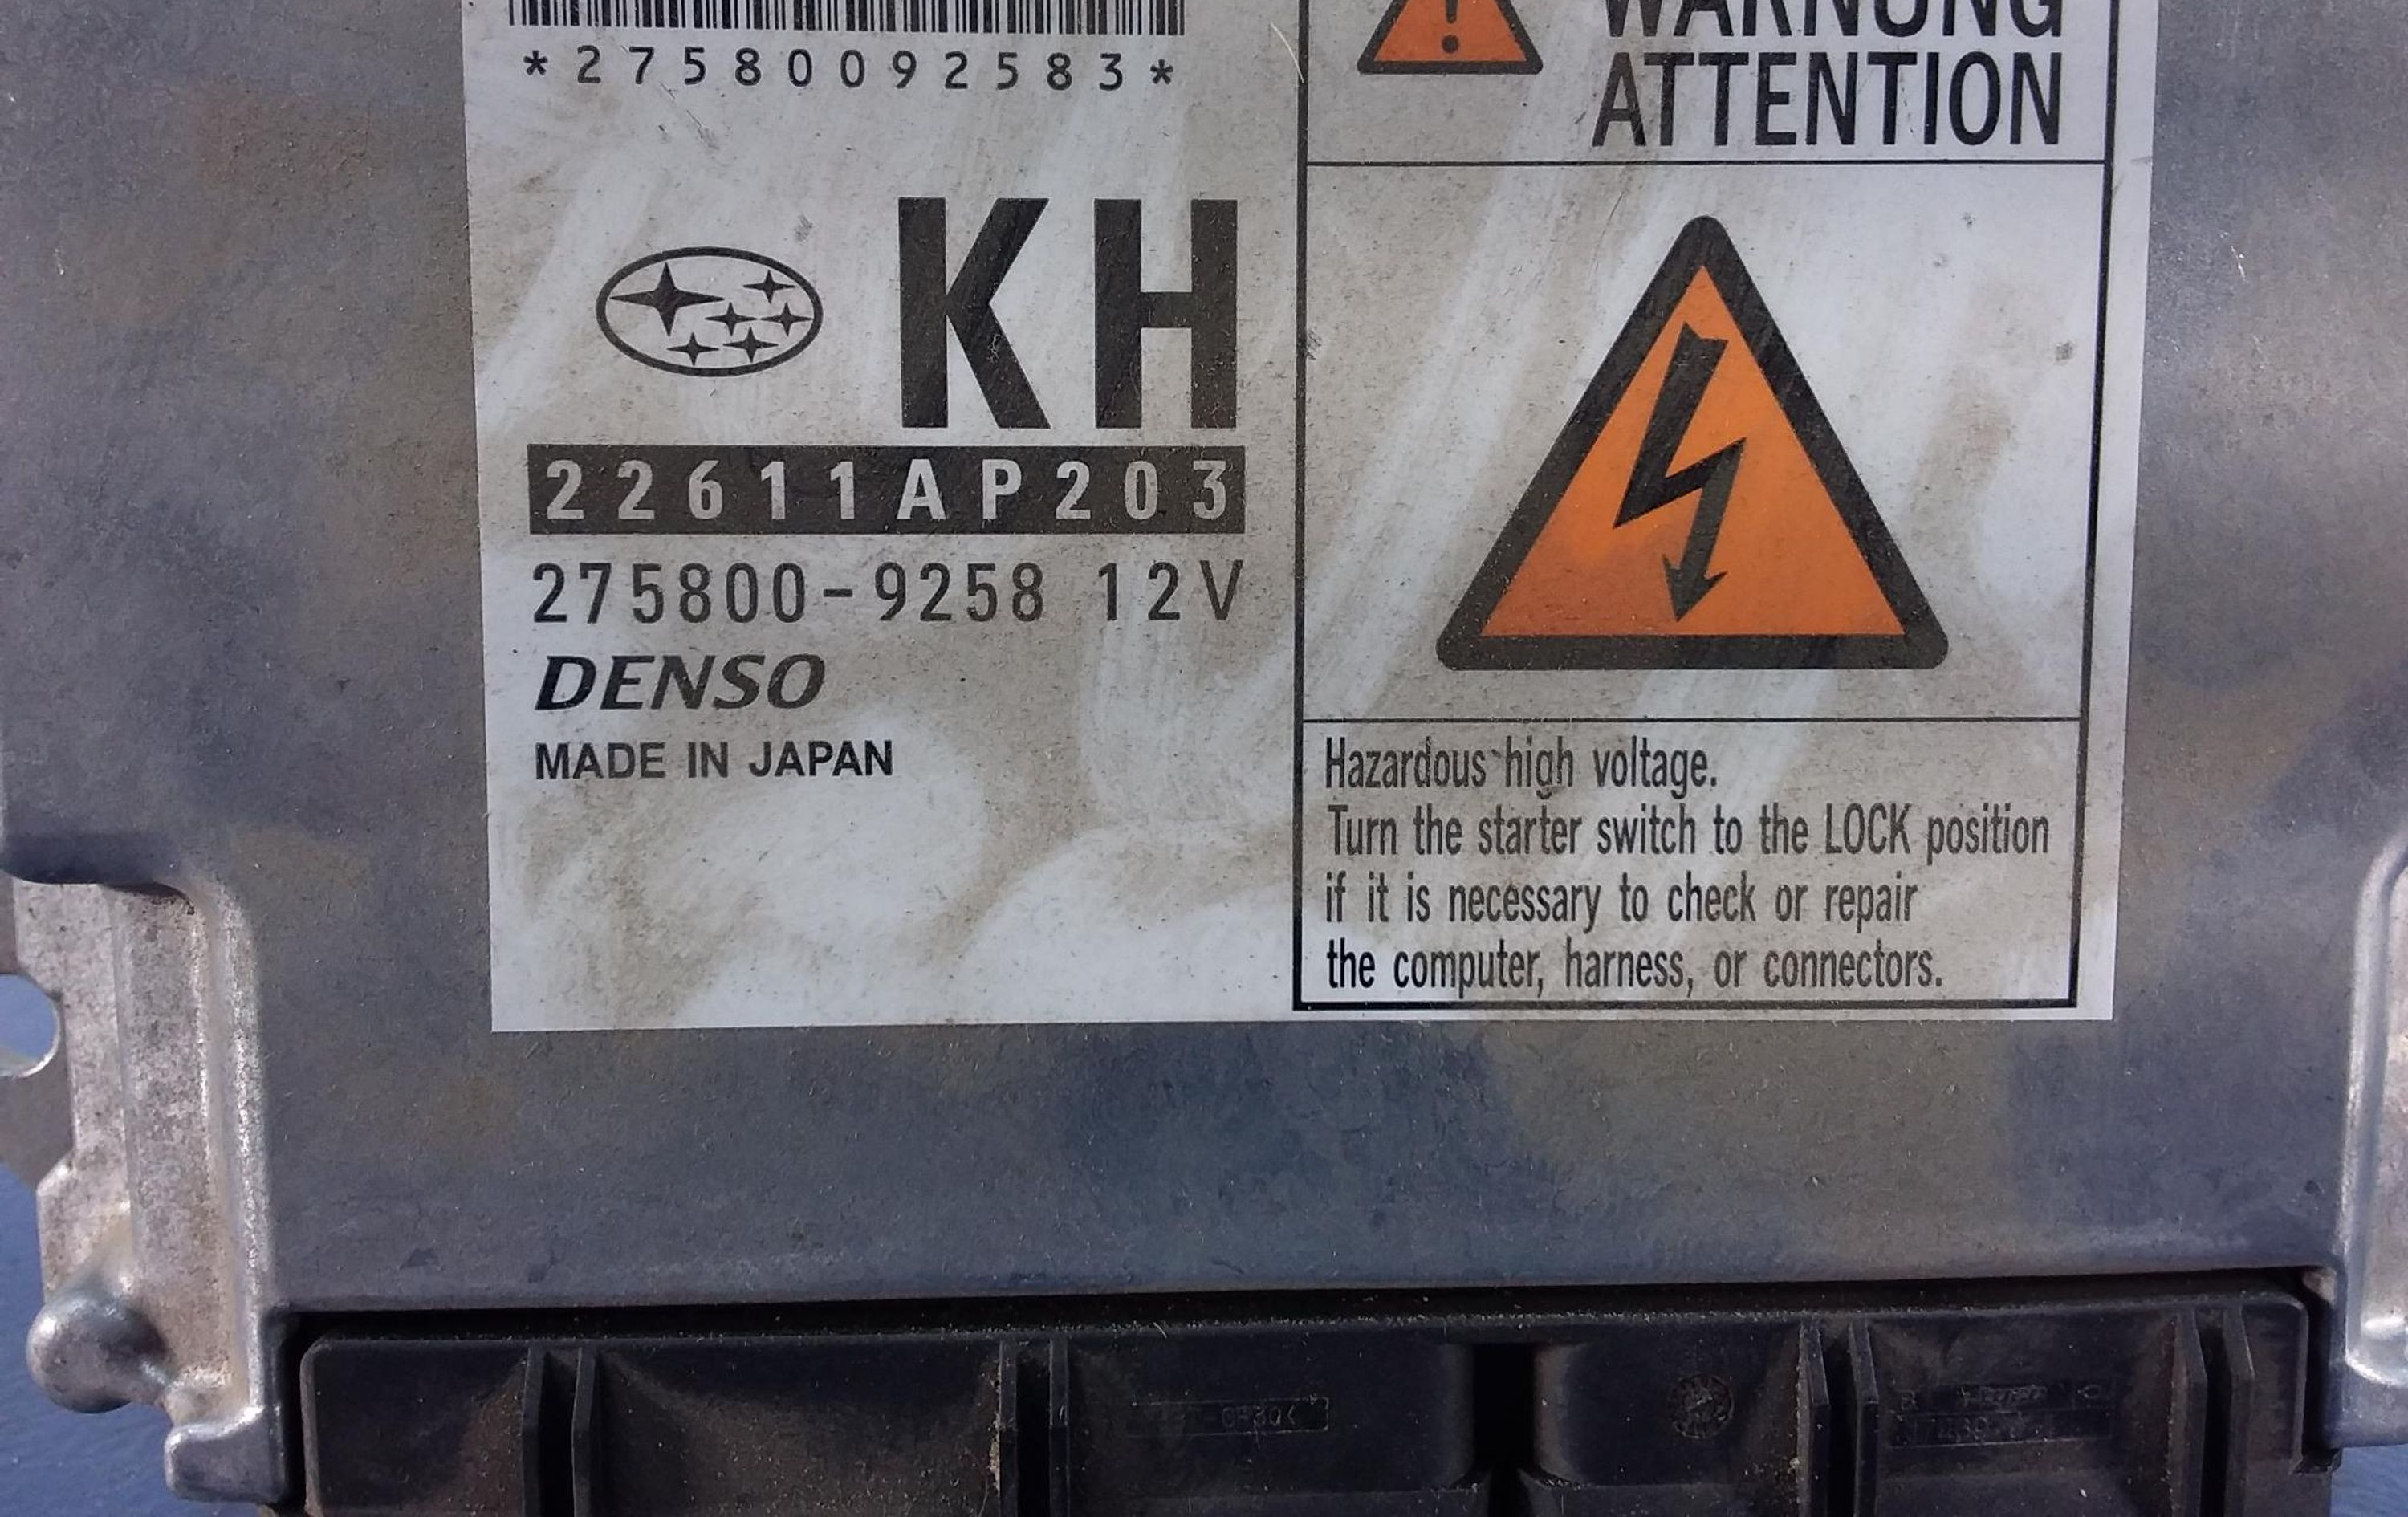 *27580092583*
KH
22611AP203
275800-9258 12V
DENSO
MADE IN JAPAN
WARNUNG
ATTENTION
Hazardous high voltage.
Turn the starter switch to the LOCK position
if it is necessary to check or repair
the computer, harness, or connectors.